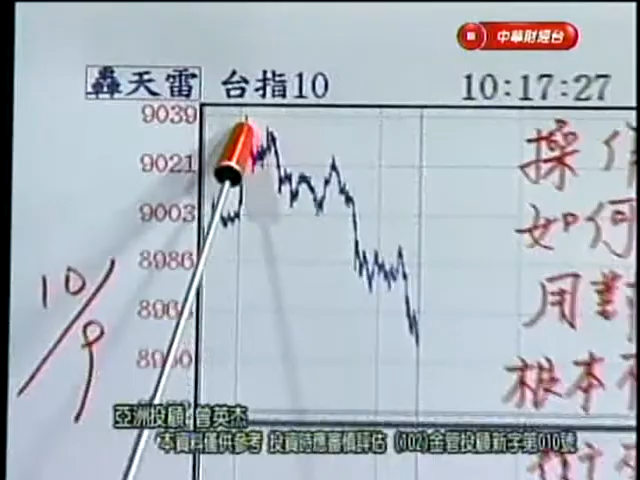 中華財經台
轟天雷 台指10 10:17:27
9039
9021
9003
8986
10/9
操作
如何
用
根本
亞洲投顧 曾英杰
本資料僅供參考 投資時應審慎評估 (102)金管投顧新字第010號